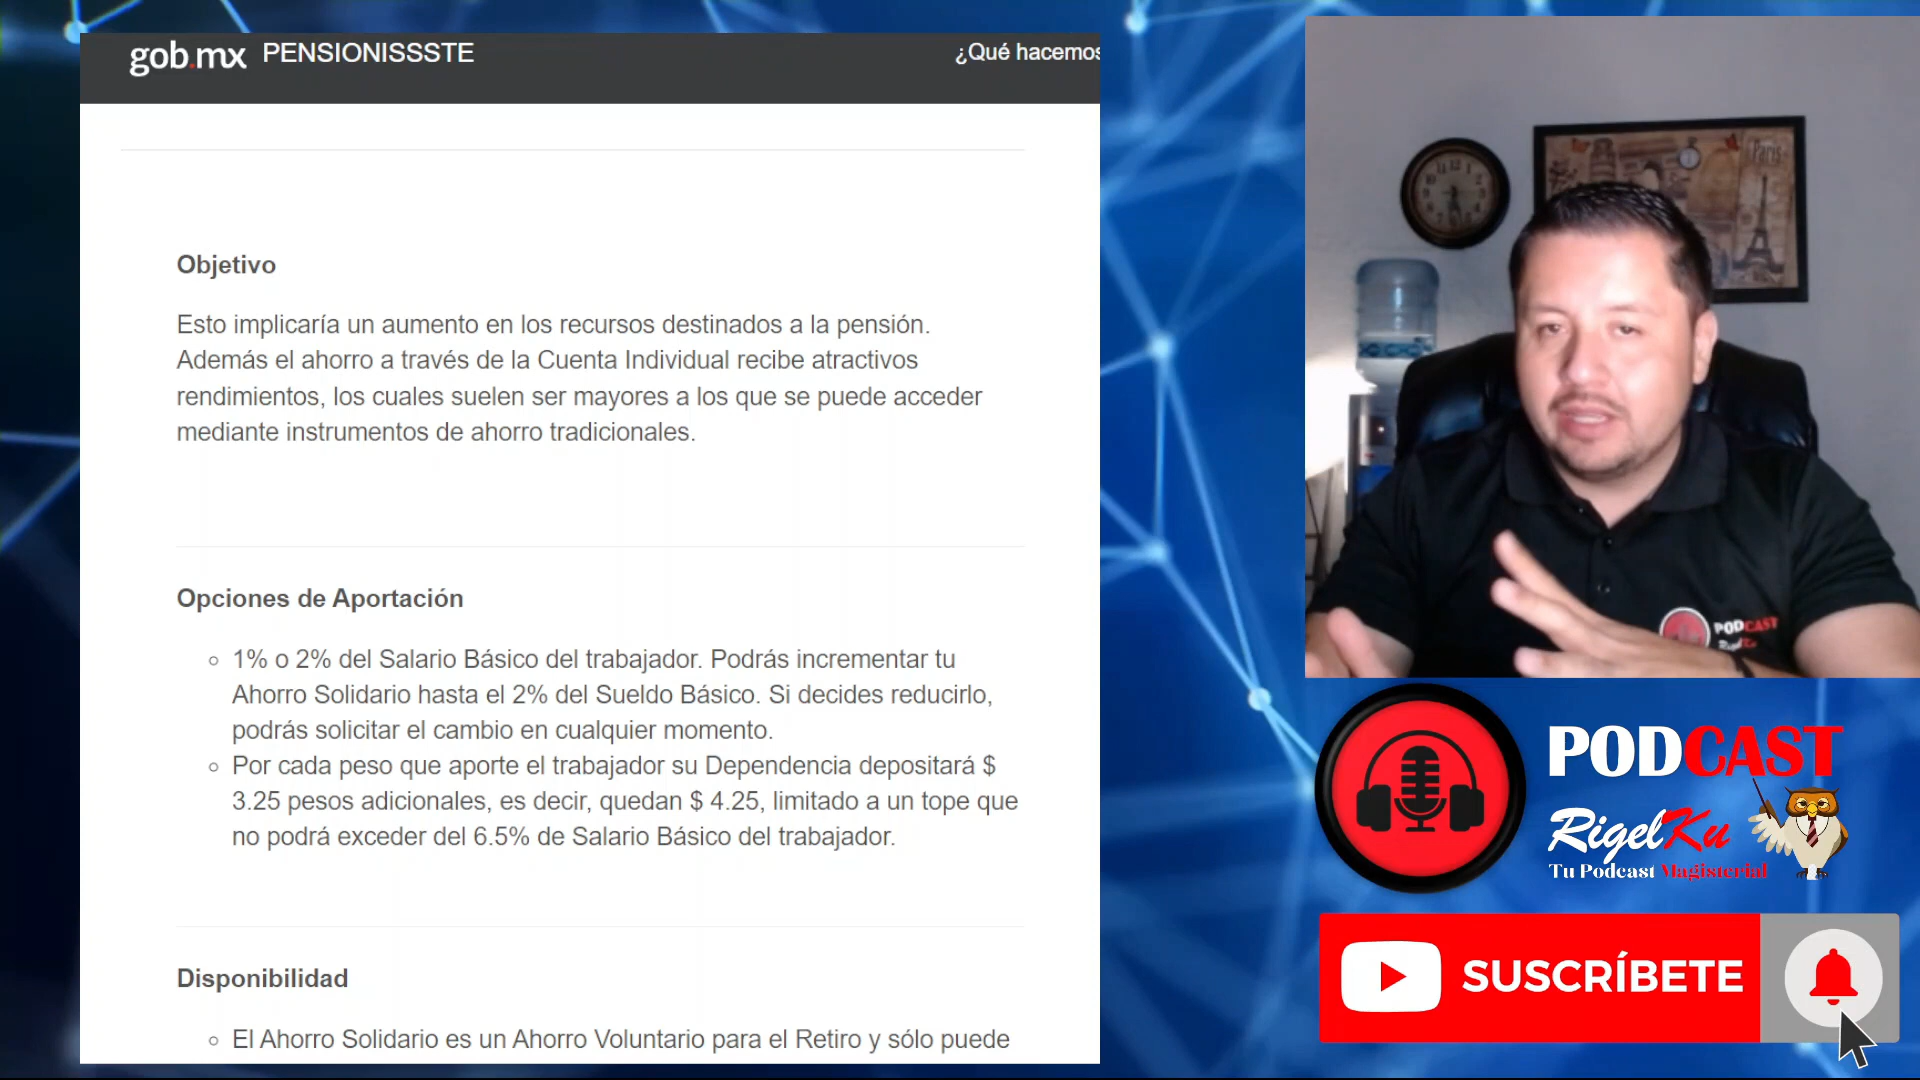 gob.mx PENSIONISSSTE
¿Qué hacemos
Objetivo
Esto implicaría un aumento en los recursos destinados a la pensión.
Además el ahorro a través de la Cuenta Individual recibe atractivos
rendimientos, los cuales suelen ser mayores a los que se puede acceder
mediante instrumentos de ahorro tradicionales.
Opciones de Aportación
1% o 2% del Salario Básico del trabajador. Podrás incrementar tu
Ahorro Solidario hasta el 2% del Sueldo Básico. Si decides reducirlo,
podrás solicitar el cambio en cualquier momento.
Por cada peso que aporte el trabajador su Dependencia depositará $
3.25 pesos adicionales, es decir, quedan $ 4.25, limitado a un tope que
no podrá exceder del 6.5% de Salario Básico del trabajador.
Disponibilidad
El Ahorro Solidario es un Ahorro Voluntario para el Retiro y sólo puede
Paris
PODCAST
RigelKu
PODCAST
RigelKu
Tu Podcast Magisterial
SUSCRÍBETE